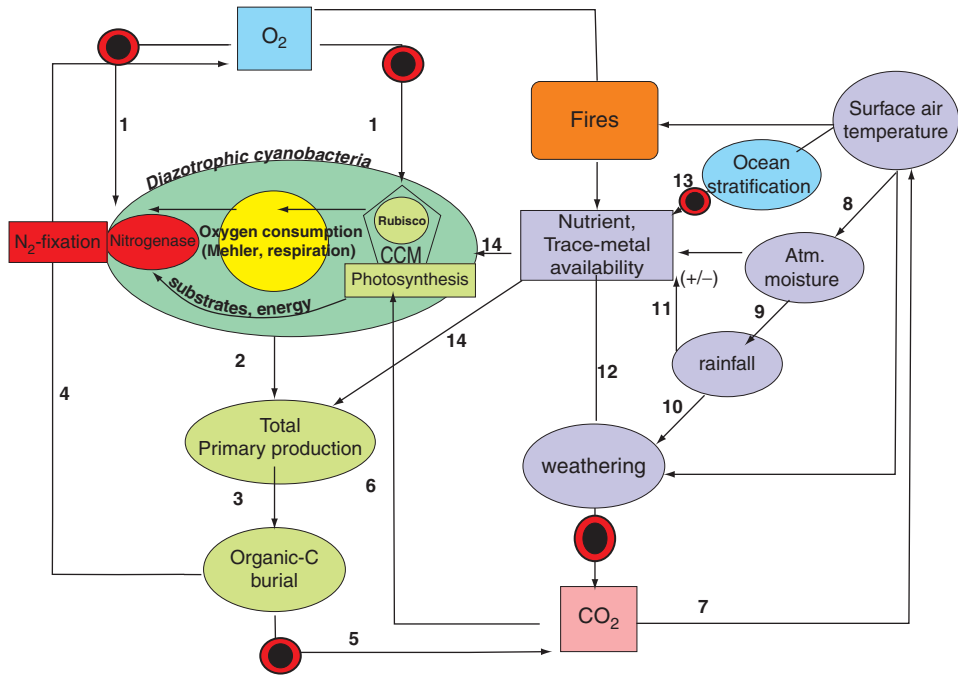 O2
Fires
Surface air
temperature
1
1
Diazotrophic cyanobacteria
Ocean
stratification
13
8
N2-fixation
Nitrogenase
Oxygen consumption
(Mehler, respiration)
Rubisco
CCM
Photosynthesis
substrates, energy
14
Nutrient,
Trace-metal
availability
(+/−)
Atm.
moisture
11
9
2
14
12
rainfall
4
10
Total
Primary production
weathering
3
6
Organic-C
burial
CO2
7
5